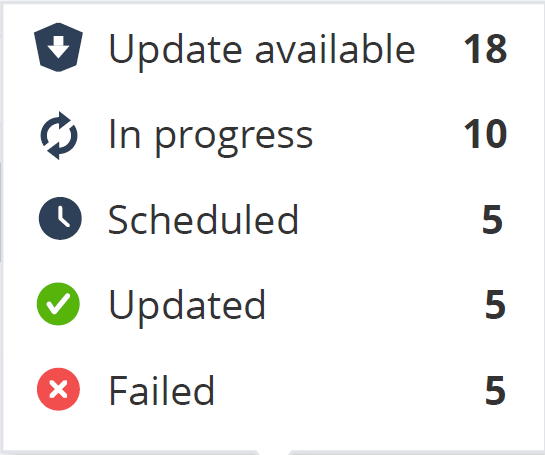 Update available 18
In progress 10
Scheduled 5
Updated 5
Failed 5